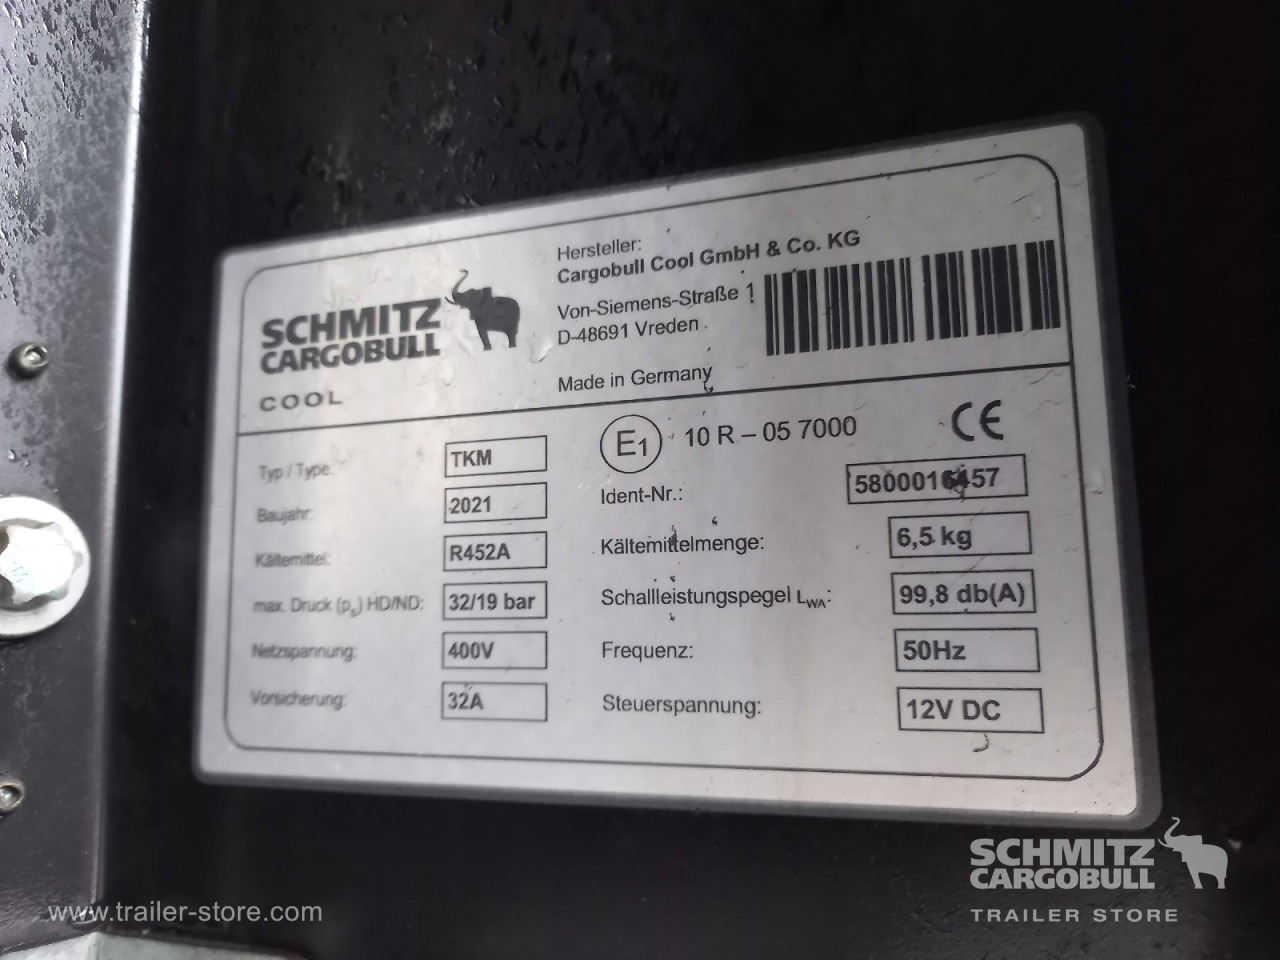 SCHMITZ
CARGOBULL
COOL
Hersteller:
Cargobull Cool GmbH & Co. KG
Von-Siemens-Straße 1
D-48691 Vreden
Made in Germany
Typ / Type: TKM
Baujahr: 2021
Kältemittel: R452A
max. Druck (ps) HD/ND: 32/19 bar
Netzspannung: 400V
Vorsicherung: 32A
E1 10 R – 05 7000 CE
Ident-Nr.:
Kältemittelmenge: 6,5 kg
Schallleistungspegel LWA: 99,8 db(A)
Frequenz: 50Hz
Steuerspannung: 12V DC
www.trailer-store.com
SCHMITZ
CARGOBULL
TRAILER STORE